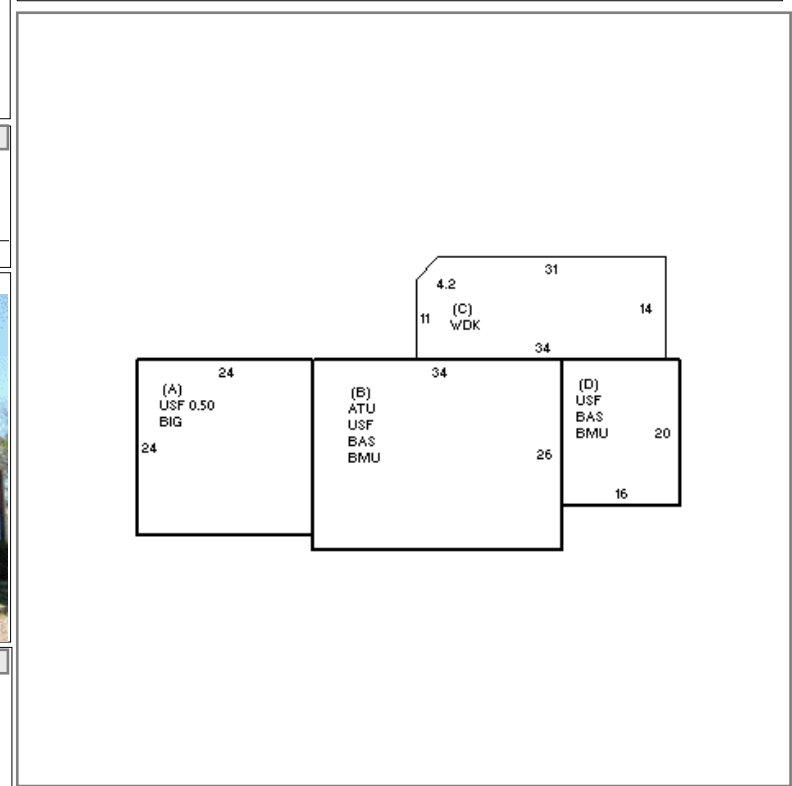 31
4.2
(C)
WDK
11
14
34
24
(A)
USF 0.50
BIG
24
34
(B)
ATU
USF
BAS
BMU
26
(D)
USF
BAS
BMU
20
16